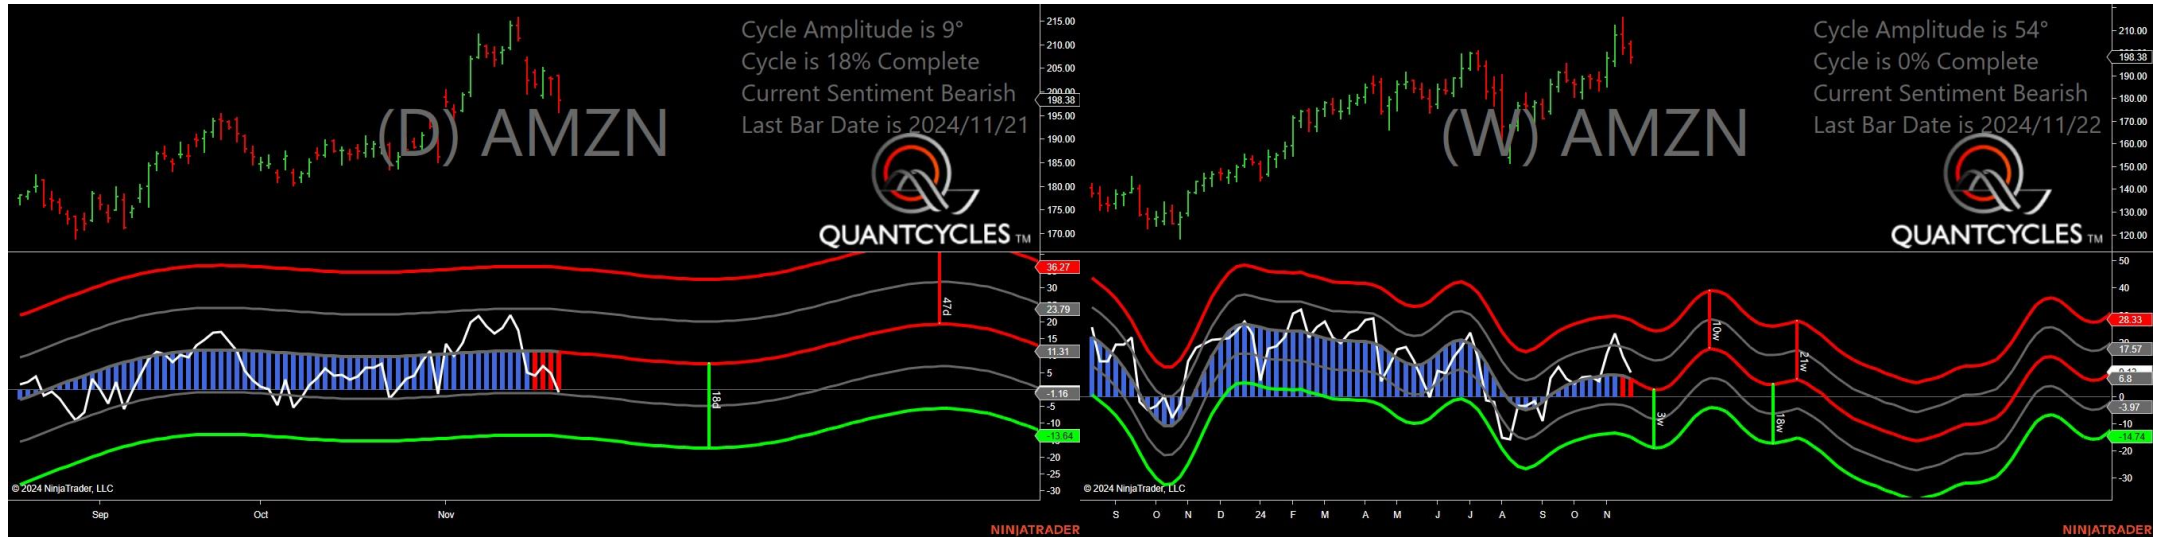 Cycle Amplitude is 9°
Cycle is 18% Complete
Current Sentiment Bearish
Last Bar Date is 2024/11/21
(D) AMZN
QUANTCYCLES TM
215.00
210.00
205.00
200.00
198.38
195.00
190.00
185.00
180.00
175.00
170.00
36.27
30
23.79
20
15
11.31
5
-1.16
-5
-10
-13.64
-20
-25
-30
47d
18d
© 2024 NinjaTrader, LLC
Sep Oct Nov
NINJATRADER
Cycle Amplitude is 54°
Cycle is 0% Complete
Current Sentiment Bearish
Last Bar Date is 2024/11/22
(W) AMZN
QUANTCYCLES TM
210.00
198.38
190.00
180.00
170.00
160.00
150.00
140.00
130.00
120.00
50
40
28.33
17.57
6.8
0
-3.97
-10
-14.74
-20
-30
10w
21w
3w
18w
© 2024 NinjaTrader, LLC
S O N D 24 F M A M J J A S O N
NINJATRADER